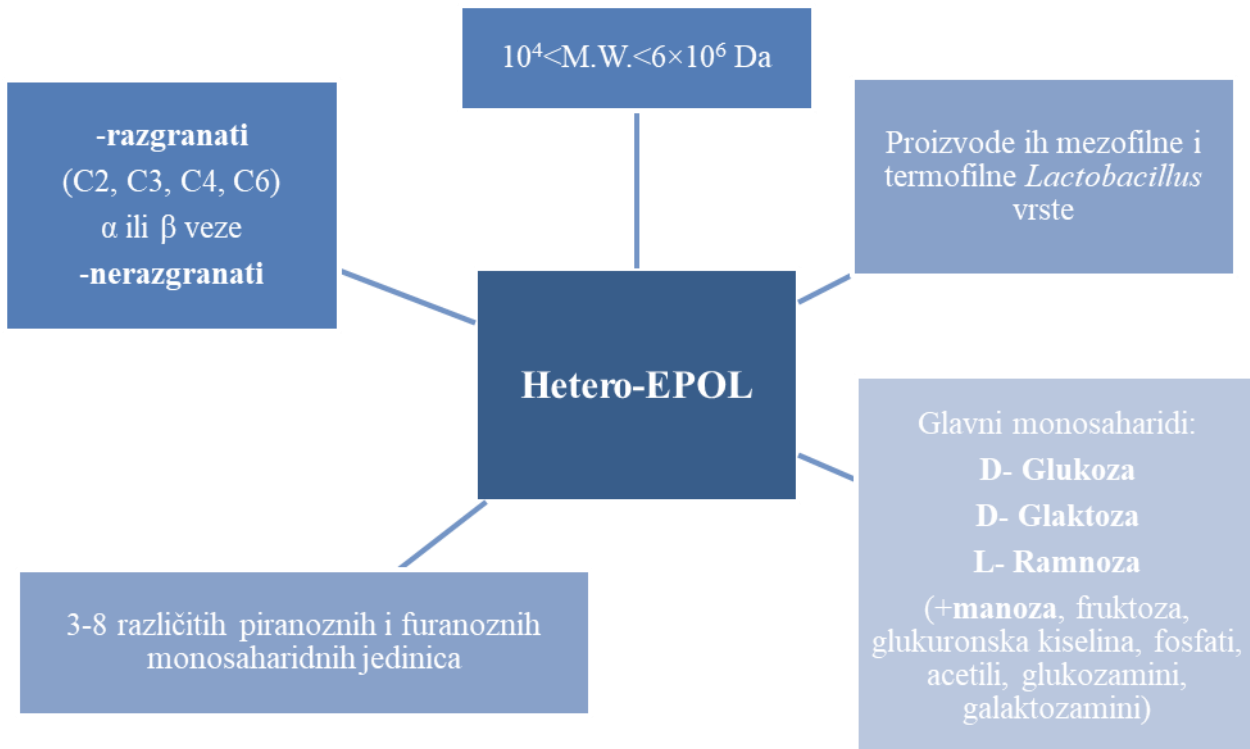 10⁴<M.W.<6×10⁶ Da
-razgranati
(C2, C3, C4, C6)
α ili β veze
-nerazgranati
Proizvode ih mezofilne i
termofilne Lactobacillus
vrste
Hetero-EPOL
Glavni monosaharidi:
D- Glukoza
D- Glaktoza
L- Ramnoza
(+manoza, fruktoza,
glukuronska kiselina, fosfati,
acetili, glukozamini,
galaktozamini)
3-8 različitih piranoznih i furanoznih
monosaharidnih jedinica